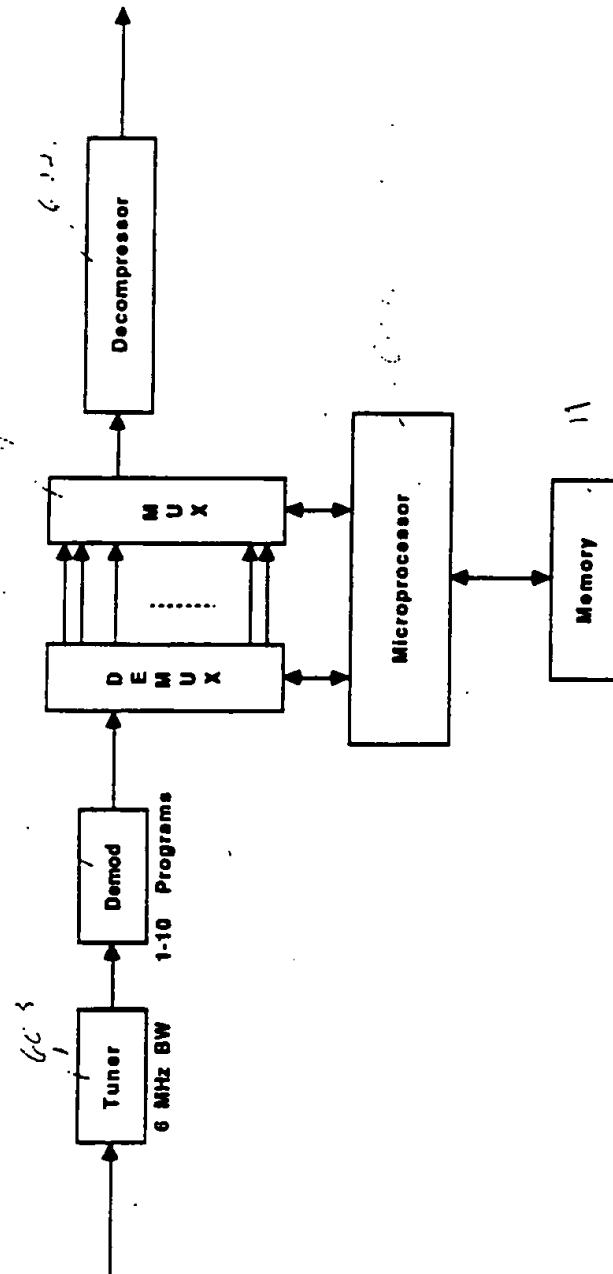 Tuner
6 MHz BW
Demod
1-10 Programs
DEMUX
MUX
Decompressor
Microprocessor
Memory